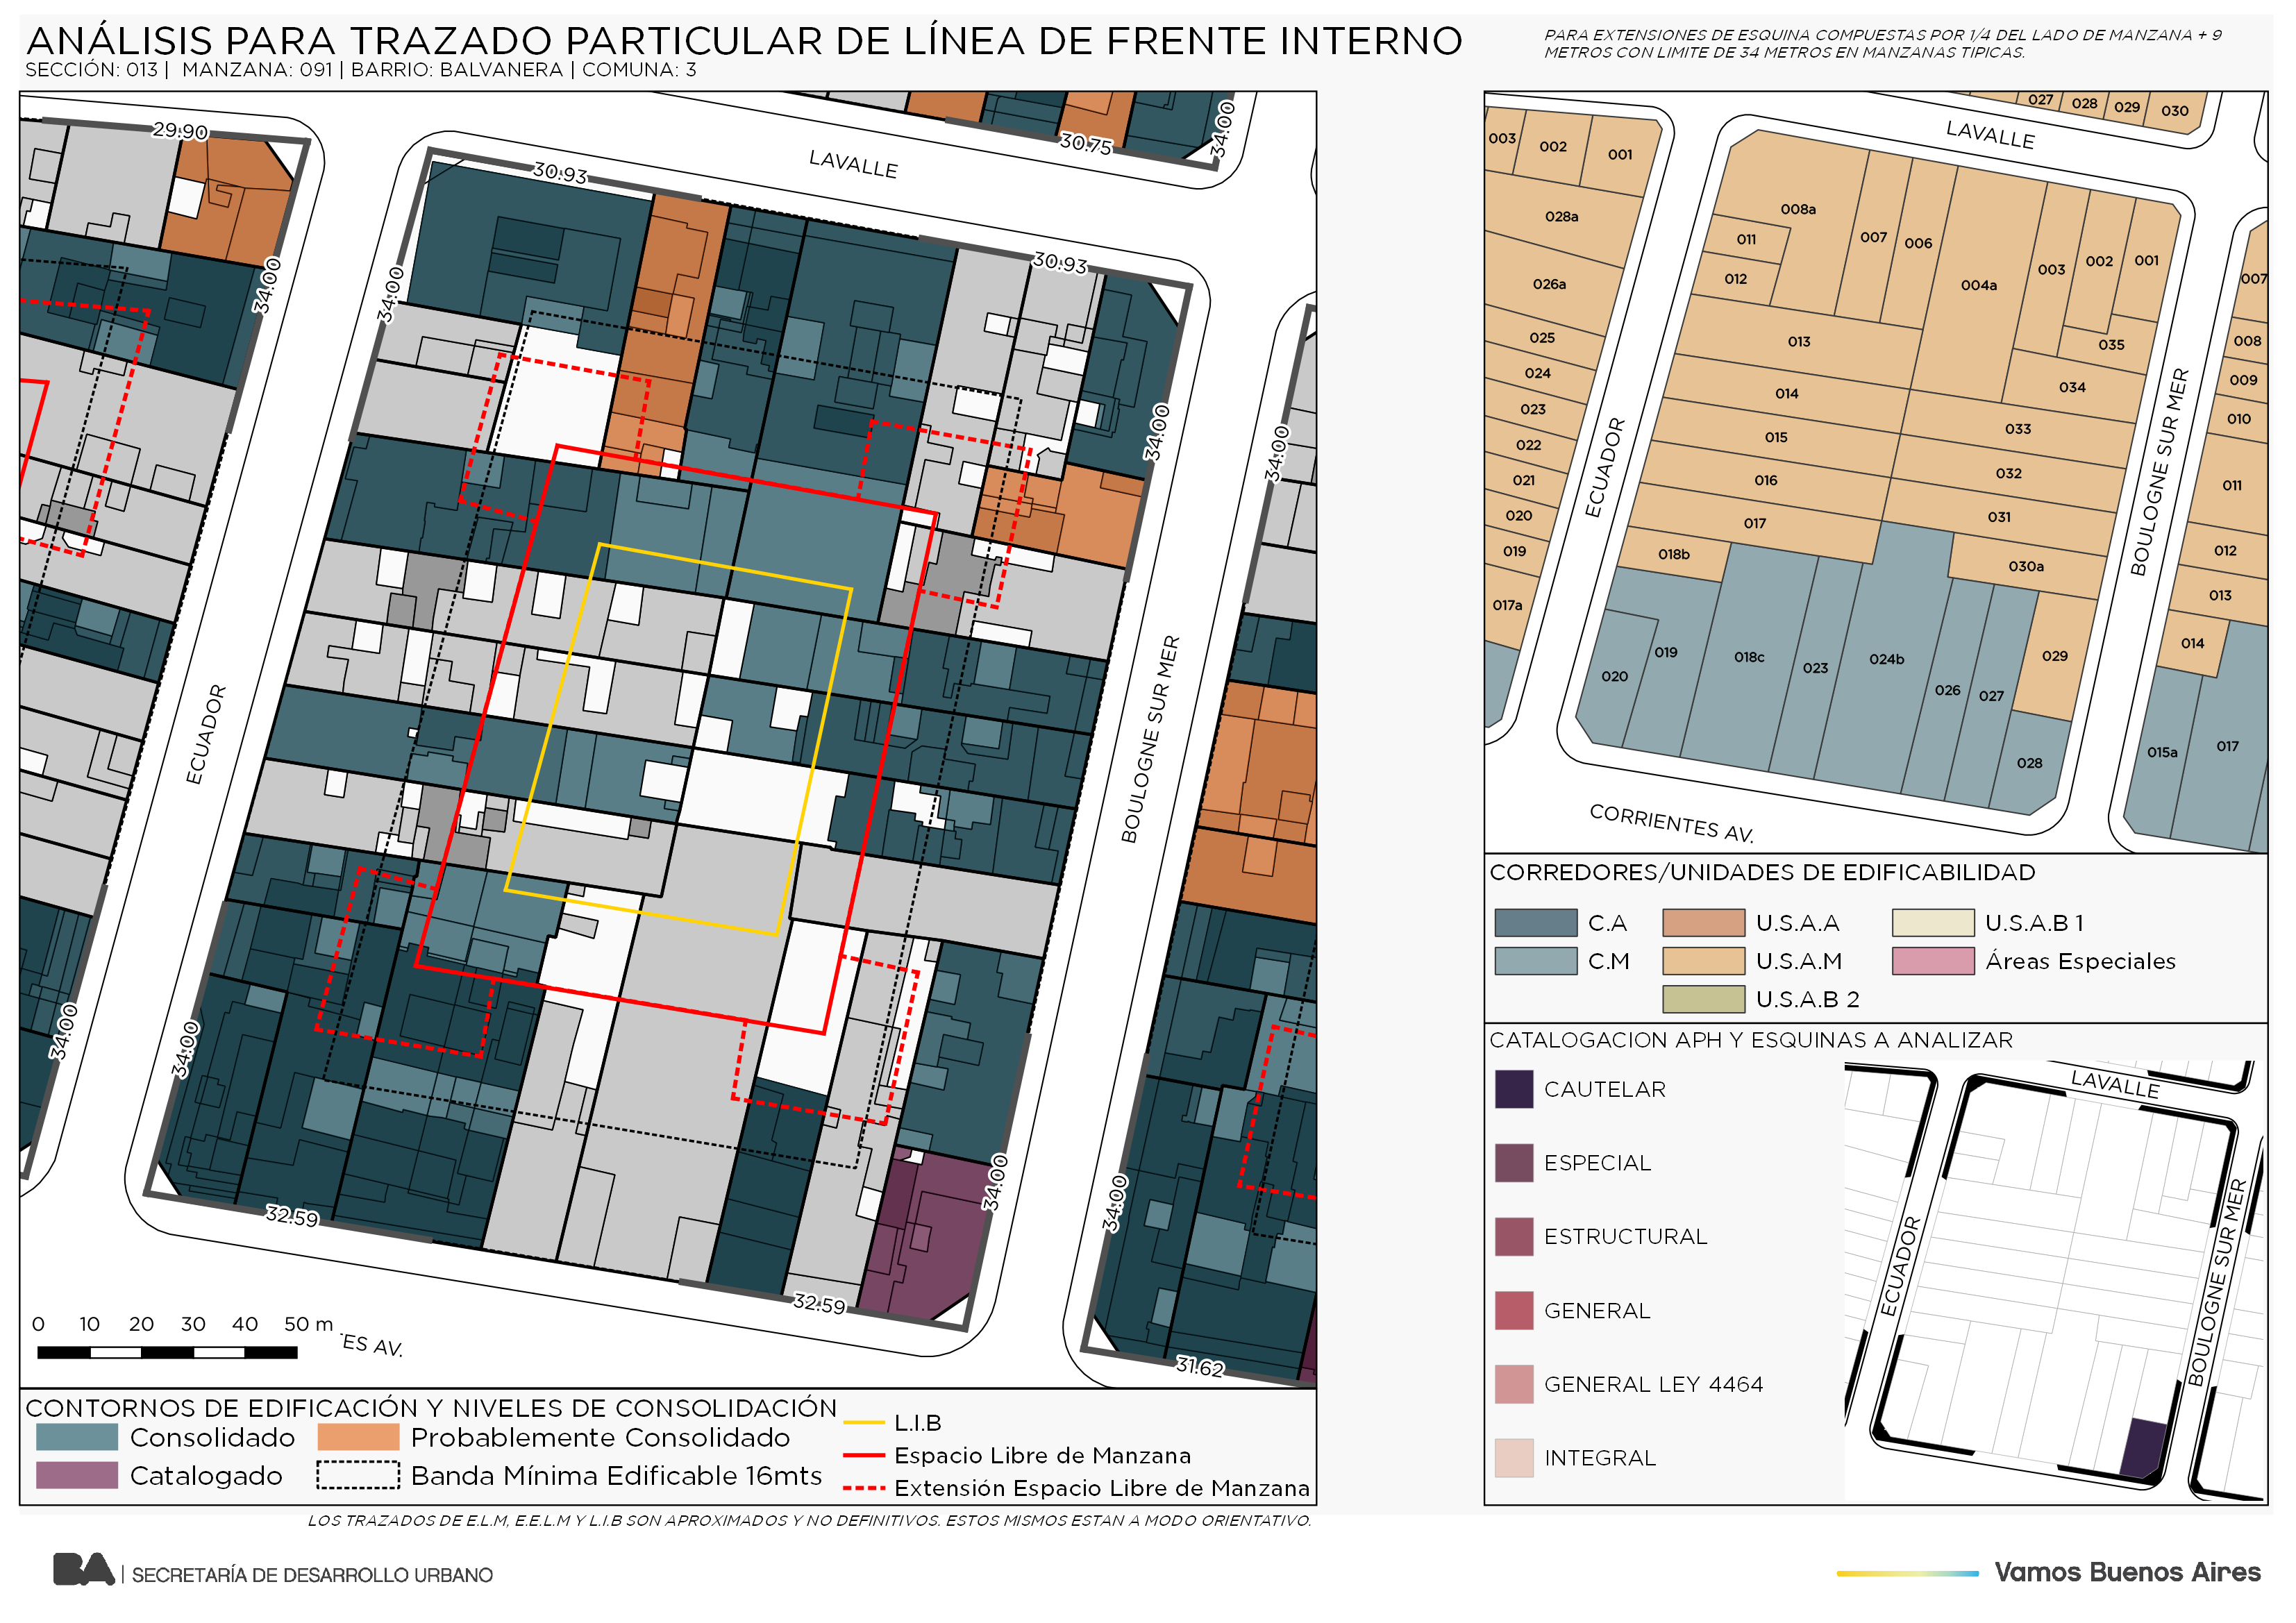 ANÁLISIS PARA TRAZADO PARTICULAR DE LÍNEA DE FRENTE INTERNO
SECCIÓN: 013 | MANZANA: 091 | BARRIO: BALVANERA | COMUNA: 3
PARA EXTENSIONES DE ESQUINA COMPUESTAS POR 1/4 DEL LADO DE MANZANA + 9
METROS CON LIMITE DE 34 METROS EN MANZANAS TIPICAS.
29.90
30.93
LAVALLE
30.75
34.00
34.00
34.00
30.93
34.00
34.00
ECUADOR
BOULOGNE SUR MER
34.00
34.00
34.00
34.00
32.59
32.59
31.62
0 10 20 30 40 50 m
ES AV.
CONTORNOS DE EDIFICACIÓN Y NIVELES DE CONSOLIDACIÓN
Consolidado
Probablemente Consolidado
Catalogado
Banda Mínima Edificable 16mts
L.I.B
Espacio Libre de Manzana
Extensión Espacio Libre de Manzana
LOS TRAZADOS DE E.L.M, E.E.L.M Y L.I.B SON APROXIMADOS Y NO DEFINITIVOS. ESTOS MISMOS ESTAN A MODO ORIENTATIVO.
027 028 029 030
LAVALLE
003 002 001
028a
026a
025
024
023
022
021
020
019
017a
008a
011
012
007
006
004a
003
002
001
035
034
013
014
015
016
017
018b
033
032
031
030a
029
020
019
018c
023
024b
026
027
028
007
008
009
010
011
012
013
014
015a
017
ECUADOR
BOULOGNE SUR MER
CORRIENTES AV.
CORREDORES/UNIDADES DE EDIFICABILIDAD
C.A
U.S.A.A
U.S.A.B 1
C.M
U.S.A.M
Áreas Especiales
U.S.A.B 2
CATALOGACION APH Y ESQUINAS A ANALIZAR
CAUTELAR
ESPECIAL
ESTRUCTURAL
GENERAL
GENERAL LEY 4464
INTEGRAL
LAVALLE
ECUADOR
BOULOGNE SUR MER
BA | SECRETARÍA DE DESARROLLO URBANO
Vamos Buenos Aires